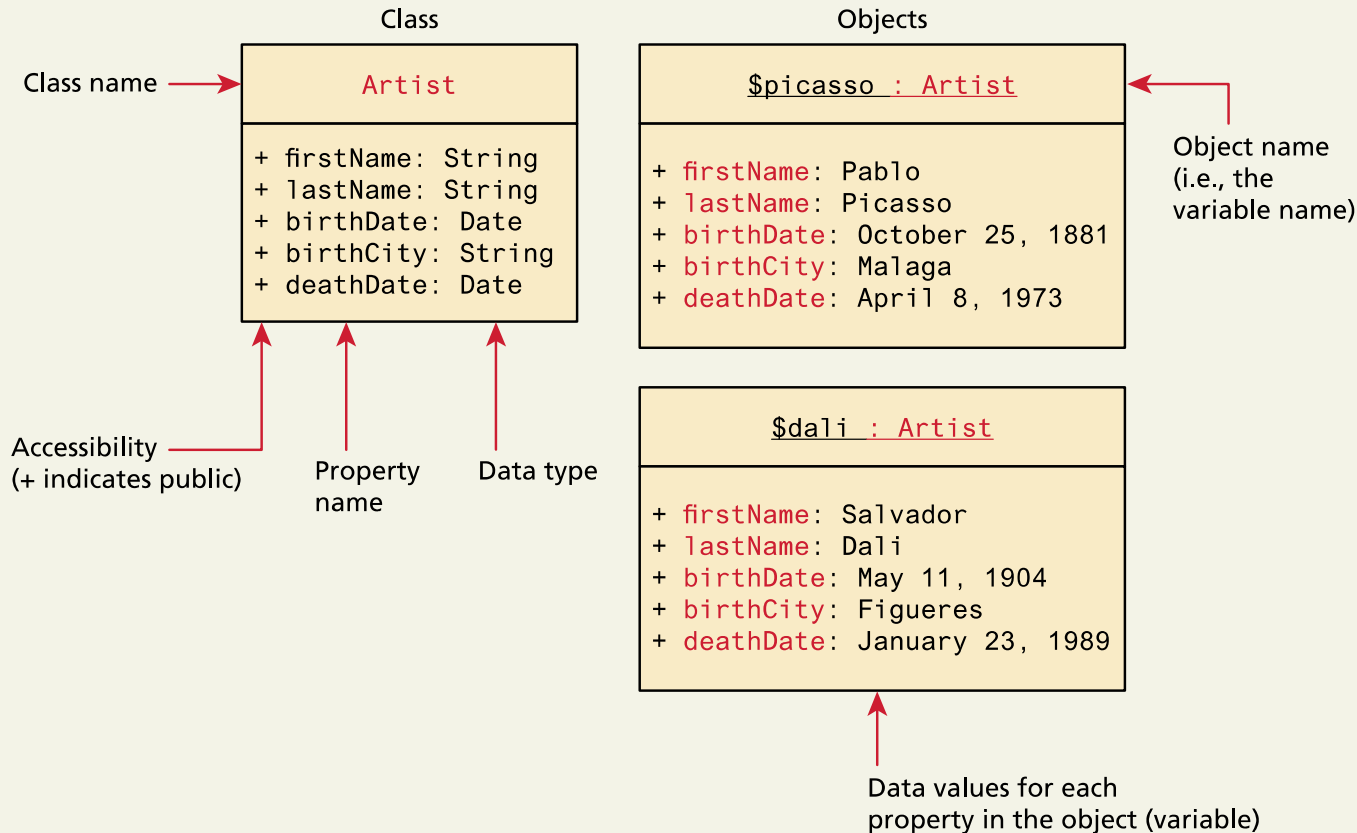 Class
Class name
Artist
+ firstName: String
+ lastName: String
+ birthDate: Date
+ birthCity: String
+ deathDate: Date
Accessibility
(+ indicates public)
Property
name
Data type
Objects
$picasso : Artist
+ firstName: Pablo
+ lastName: Picasso
+ birthDate: October 25, 1881
+ birthCity: Malaga
+ deathDate: April 8, 1973
Object name
(i.e., the
variable name)
$dali : Artist
+ firstName: Salvador
+ lastName: Dali
+ birthDate: May 11, 1904
+ birthCity: Figueres
+ deathDate: January 23, 1989
Data values for each
property in the object (variable)